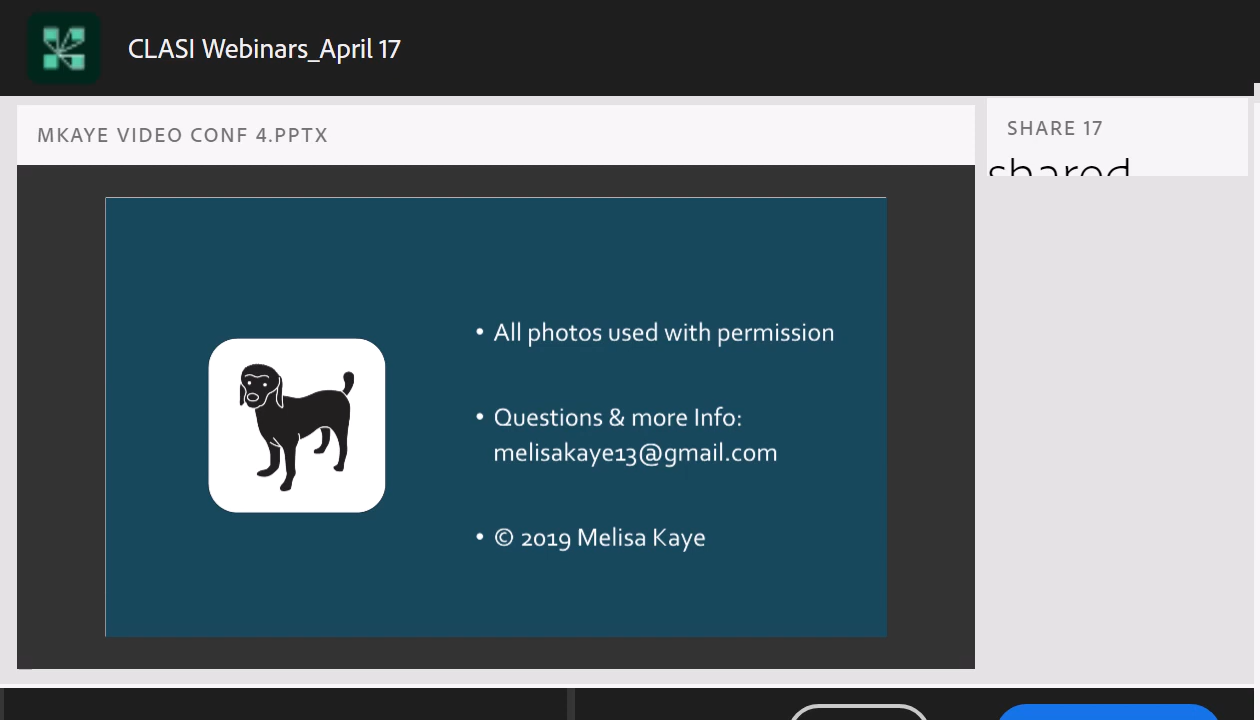 CLASI Webinars_April 17
MKAYE VIDEO CONF 4.PPTX
SHARE 17
shared
• All photos used with permission
• Questions & more Info:
melisakaye13@gmail.com
• © 2019 Melisa Kaye